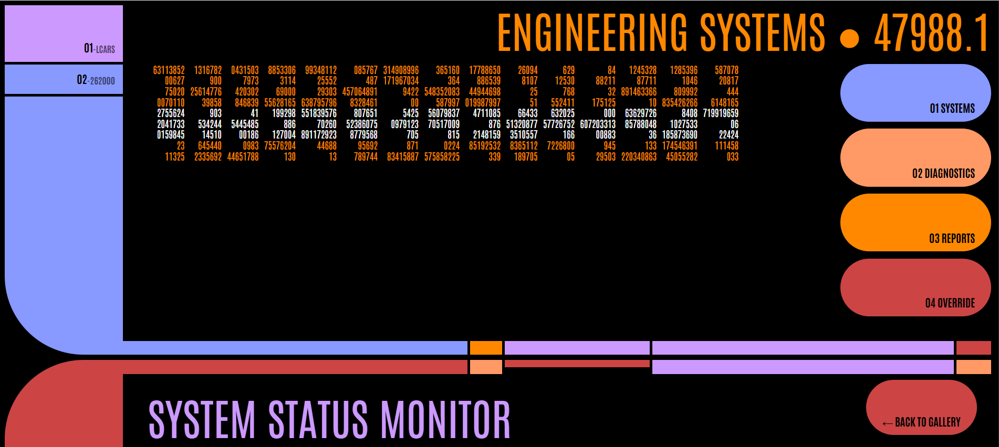 ENGINEERING SYSTEMS ● 47988.1
01-LCARS
02-262000
63113852 1316782 0431503 8853306 99348112 085767 314908996 365160 17788650 26094 629 84 1245328 1285396 587078
00627 900 7973 3114 25552 487 171967034 364 886539 8107 12530 88211 87711 1046 20817
75020 25614776 420302 69000 29303 457064891 9422 548352083 44944698 25 768 32 891463366 809992 444
0070110 39858 846839 55628165 638795796 8328461 00 587997 019987997 51 552411 175125 10 835426266 6148165
2755624 903 41 199298 551839576 807651 5425 56079837 4711085 66433 632025 000 63629726 8408 719919659
2041733 534244 5445485 886 70260 52386075 0979123 70517009 876 51320877 57726752 607203313 85788048 1027533 06
0159845 14510 00186 127004 891172923 8779568 705 815 2148159 3510557 166 00883 36 185873690 22424
23 645440 0983 75576204 44688 95692 871 0224 85192532 8365112 7226800 945 133 174546391 111458
11325 2335692 44651788 130 13 789744 83415887 575858225 339 189705 05 29503 220340863 45055282 033
01 SYSTEMS
02 DIAGNOSTICS
03 REPORTS
04 OVERRIDE
SYSTEM STATUS MONITOR
← BACK TO GALLERY